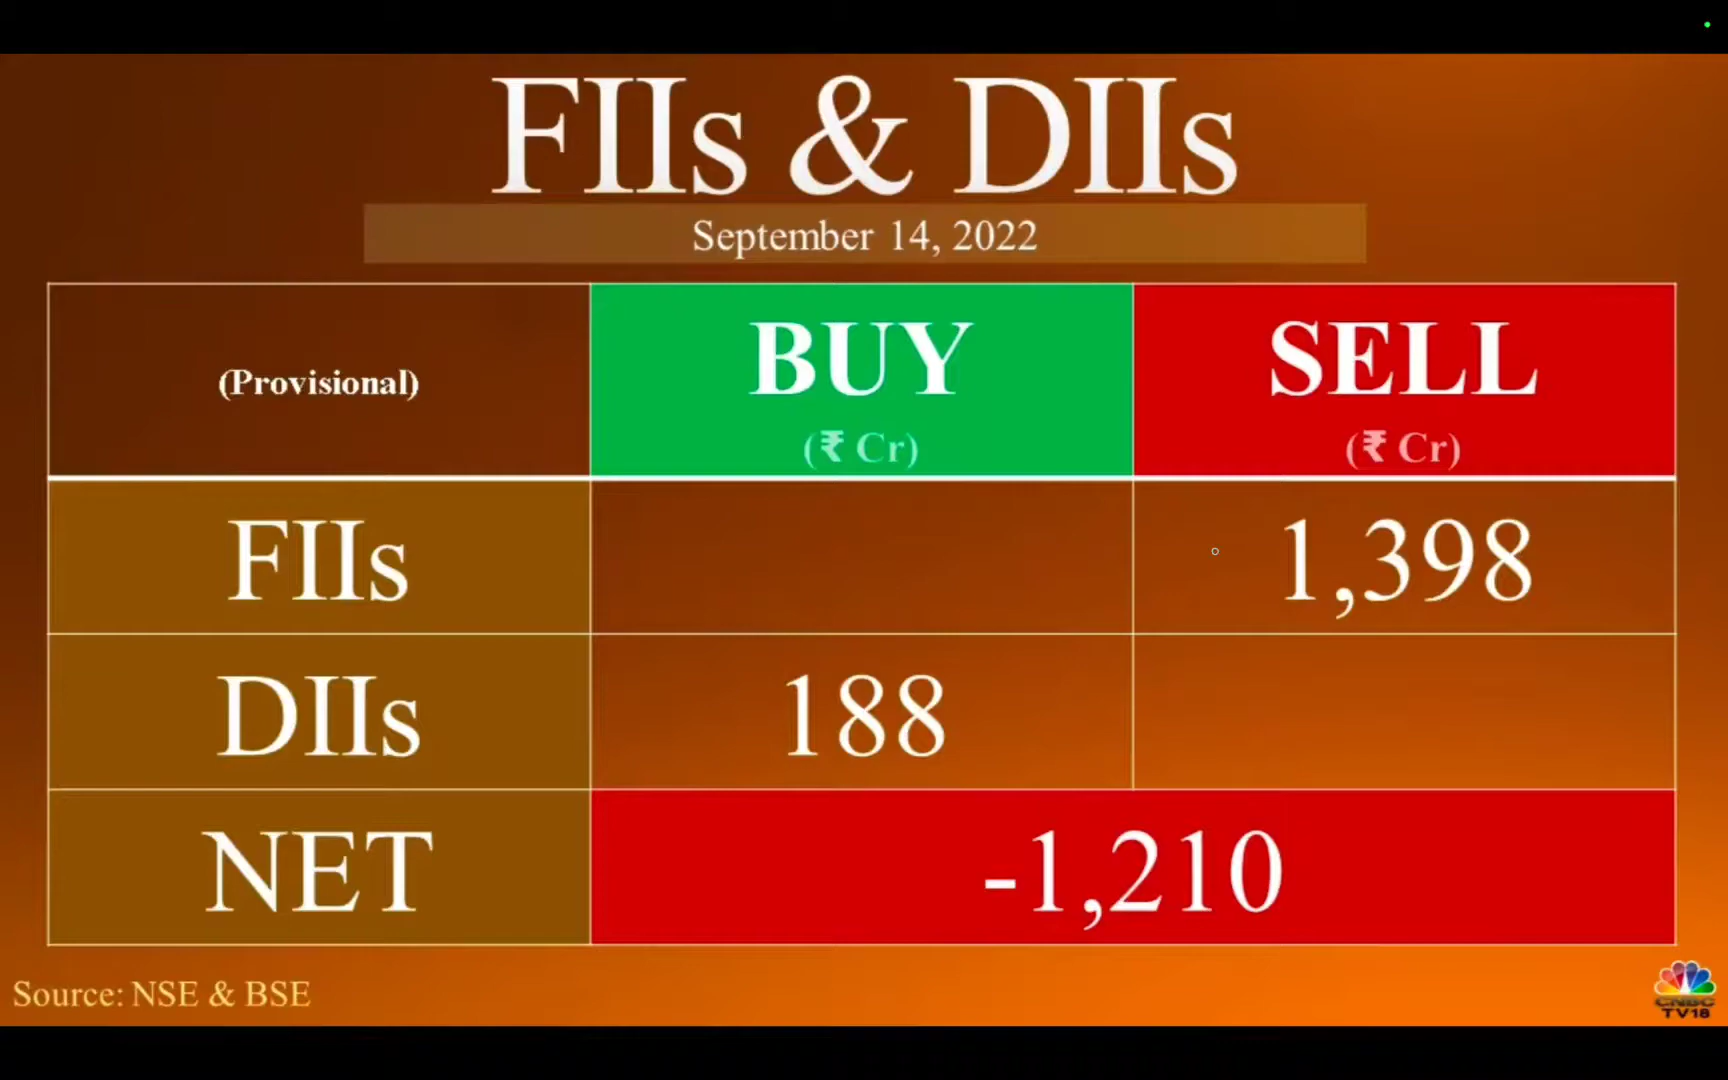 FIIs & DIIs
September 14, 2022
(Provisional)
BUY
(₹ Cr)
SELL
(₹ Cr)
FIIs
1,398
DIIs
188
NET
-1,210
Source: NSE & BSE
CNBC
TV18